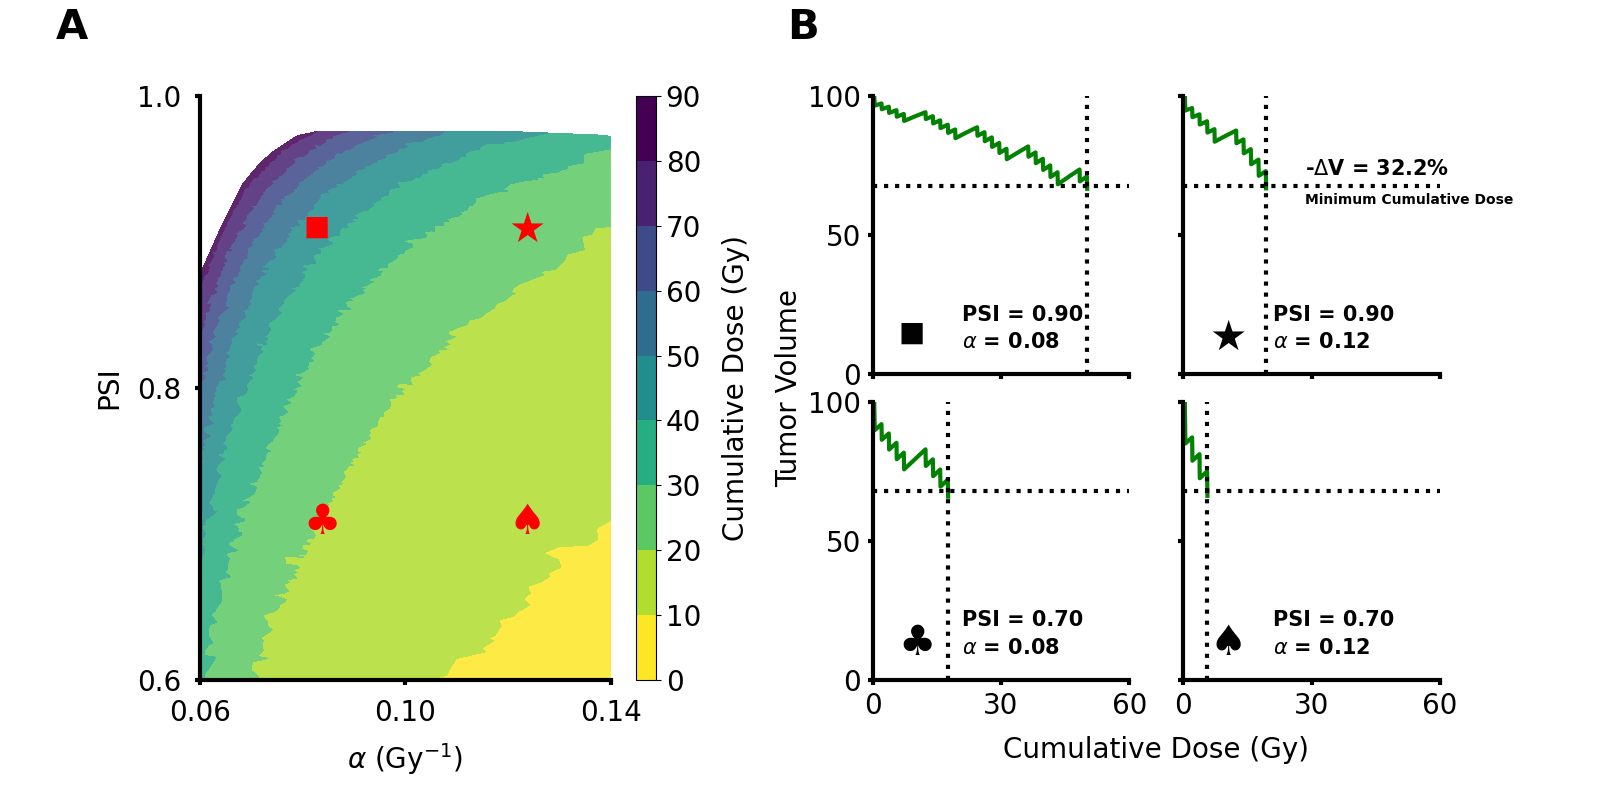 A
1.0
0.8
0.6
PSI
0.06
0.10
0.14
α (Gy⁻¹)
90
80
70
60
50
40
30
20
10
0
Cumulative Dose (Gy)
B
Tumor Volume
100
50
0
PSI = 0.90
α = 0.08
-ΔV = 32.2%
Minimum Cumulative Dose
PSI = 0.90
α = 0.12
100
50
0
PSI = 0.70
α = 0.08
PSI = 0.70
α = 0.12
0
30
60
0
30
60
Cumulative Dose (Gy)